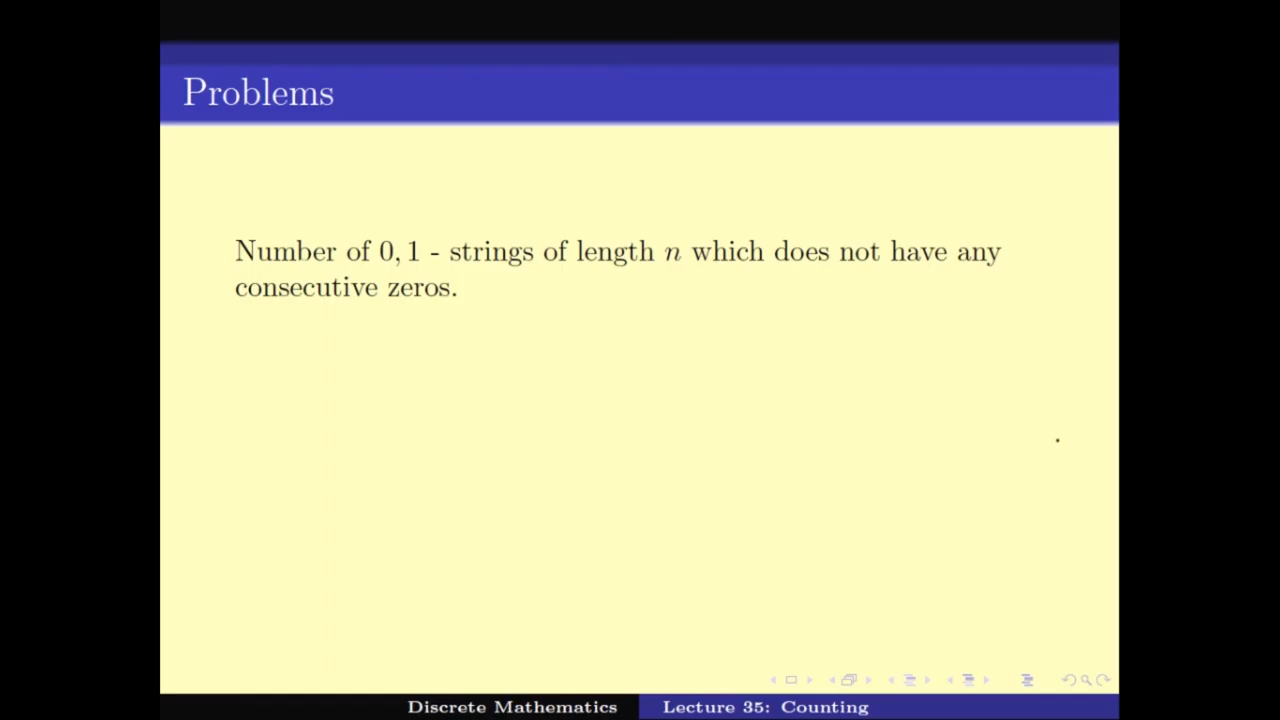 Problems
Number of 0, 1 - strings of length n which does not have any
consecutive zeros.
Discrete Mathematics
Lecture 35: Counting